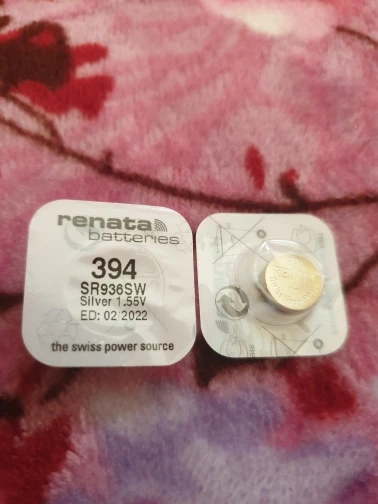 renata
batteries
394
SR936SW
Silver 1.55V
ED: 02 2022
the swiss power source